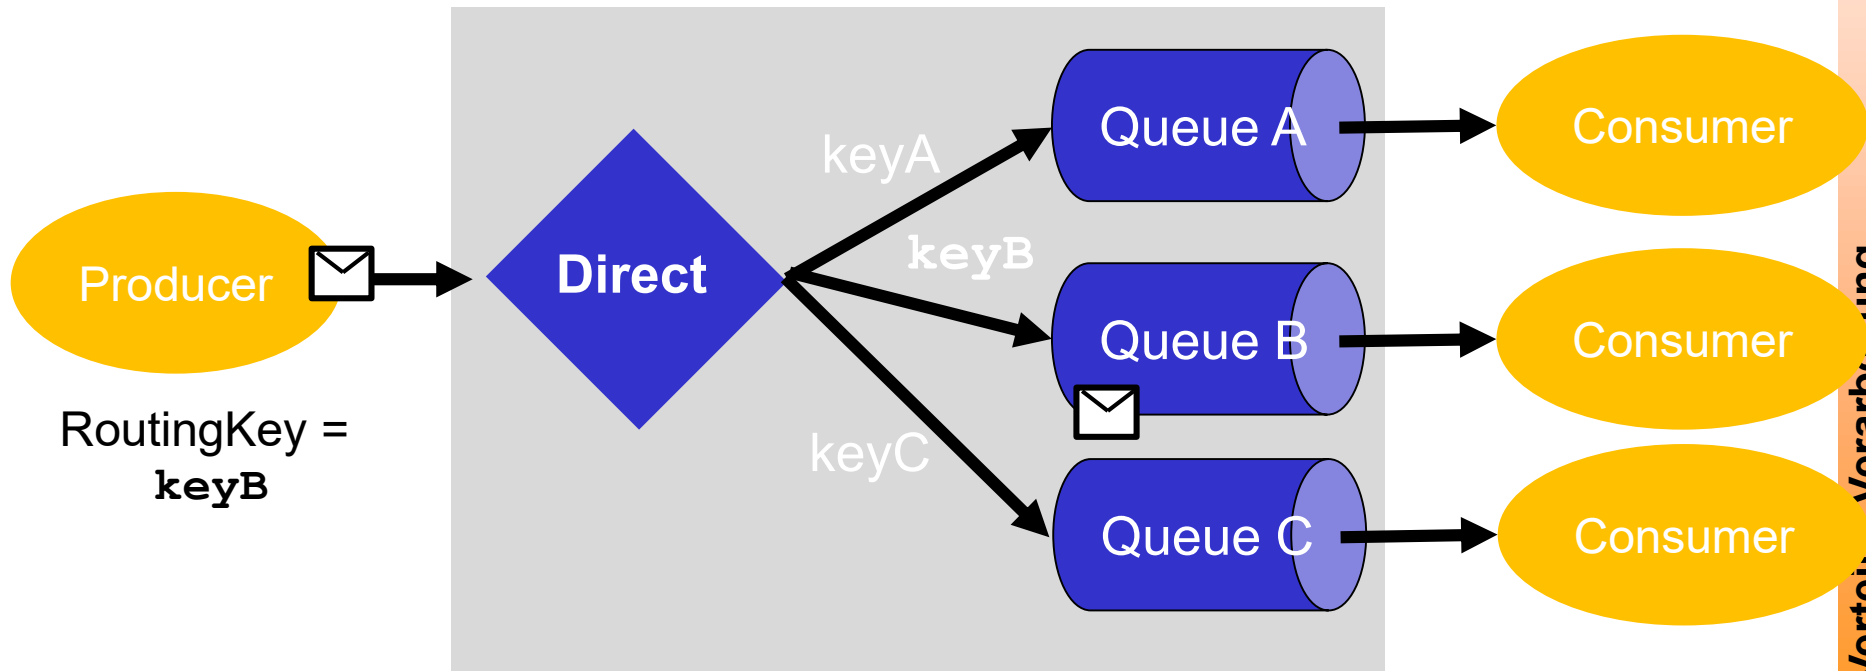 Producer
RoutingKey =
keyB
Direct
keyA
keyB
keyC
Queue A
Queue B
Queue C
Consumer
Consumer
Consumer